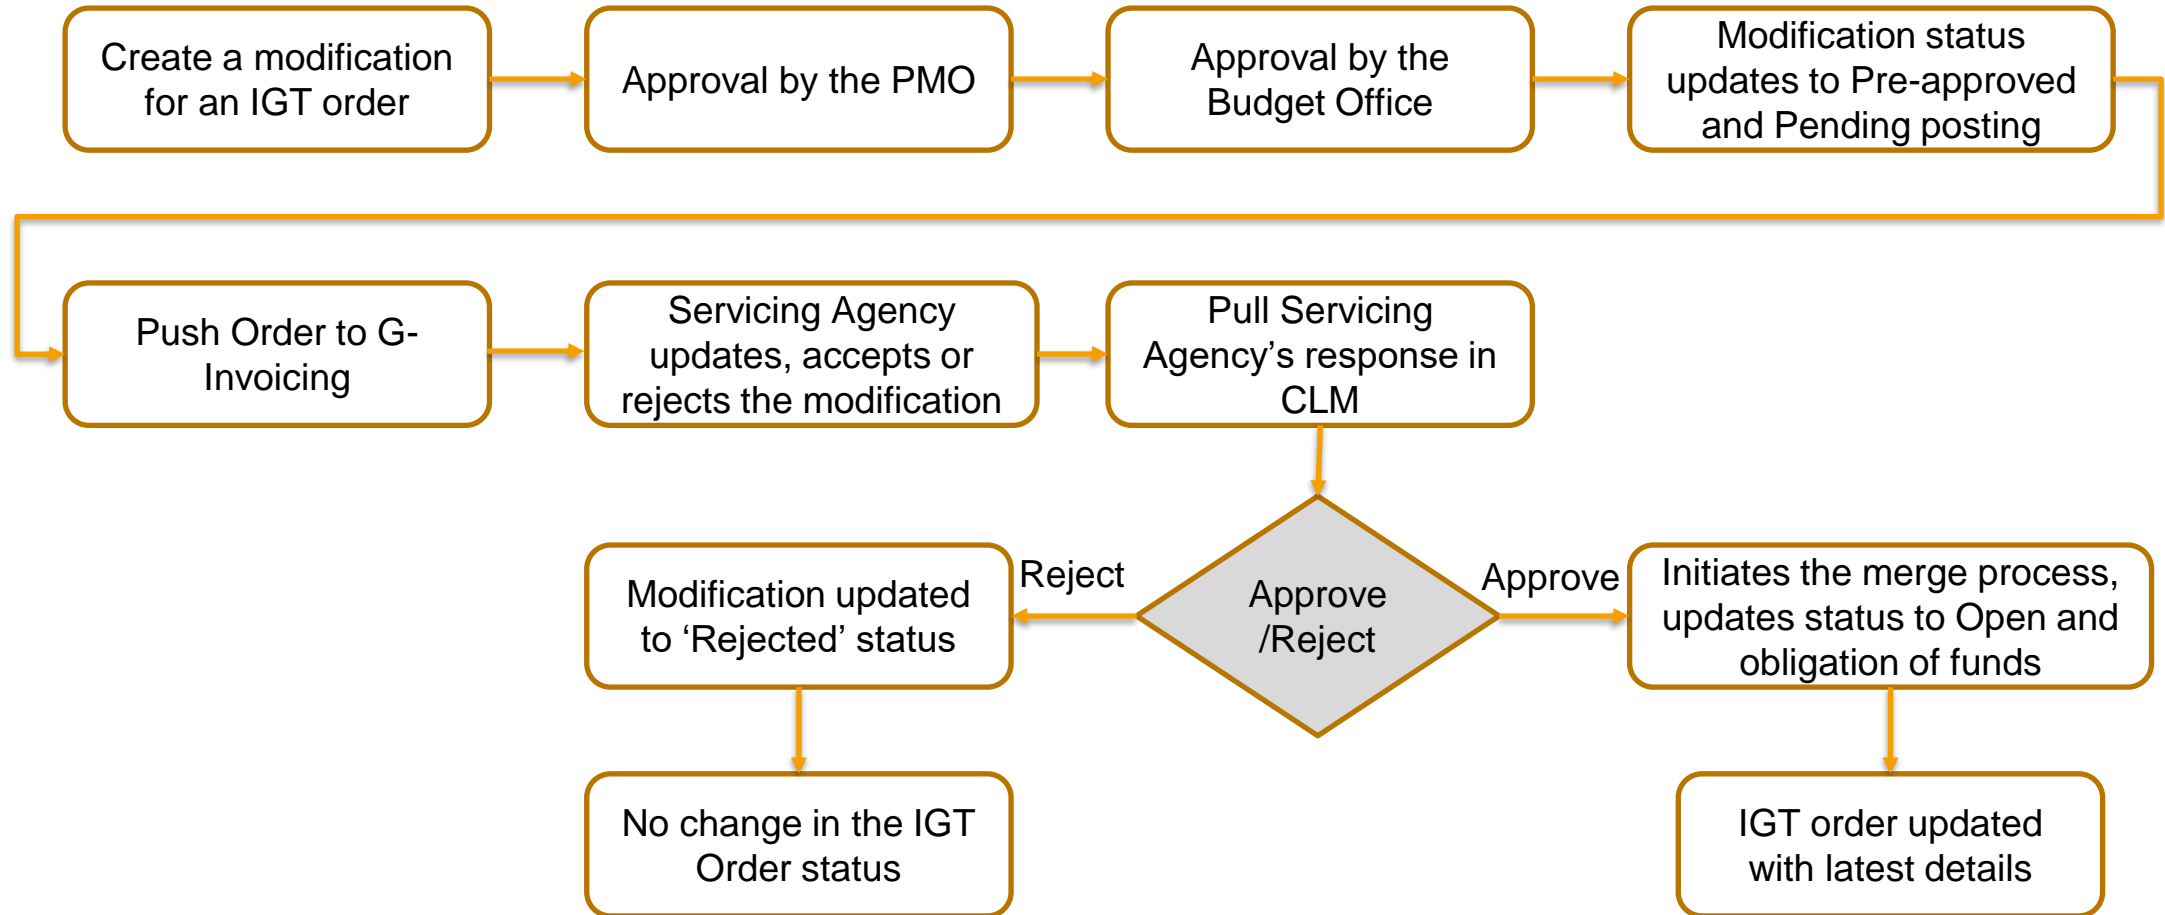 Create a modification
for an IGT order
Approval by the PMO
Approval by the
Budget Office
Modification status
updates to Pre-approved
and Pending posting
Push Order to G-
Invoicing
Servicing Agency
updates, accepts or
rejects the modification
Pull Servicing
Agency’s response in
CLM
Modification updated
to ‘Rejected’ status
Reject
Approve
/Reject
Approve
Initiates the merge process,
updates status to Open and
obligation of funds
No change in the IGT
Order status
IGT order updated
with latest details